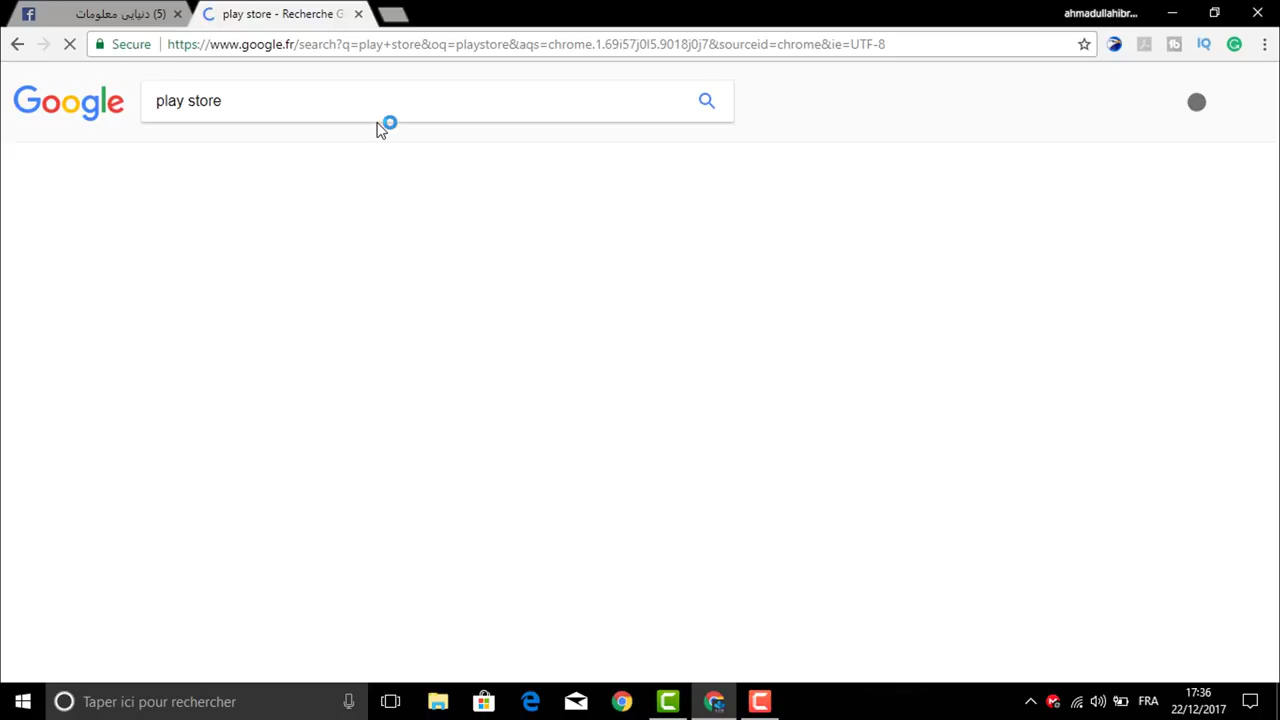 (5) دنیایی معلومات
play store - Recherche G
ahmadullahibr...
Secure
https://www.google.fr/search?q=play+store&oq=playstore&aqs=chrome.1.69i57j0l5.9018j0j7&sourceid=chrome&ie=UTF-8
IQ
Google
play store
Taper ici pour rechercher
FRA
17:36
22/12/2017